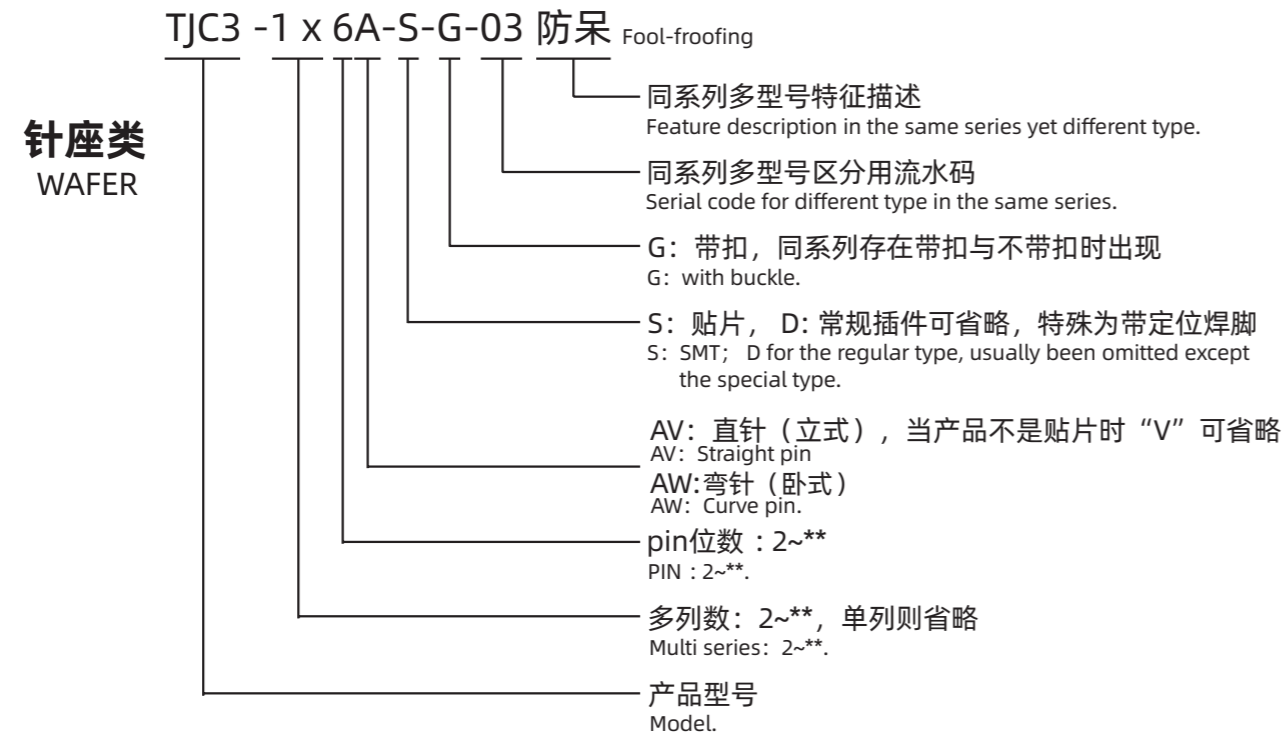 TJC3 -1 x 6A-S-G-03 防呆 Fool-froofing
同系列多型号特征描述
Feature description in the same series yet different type.
针座类
WAFER
同系列多型号区分用流水码
Serial code for different type in the same series.
G：带扣，同系列存在带扣与不带扣时出现
G：with buckle.
S：贴片， D: 常规插件可省略，特殊为带定位焊脚
S：SMT； D for the regular type, usually been omitted except
the special type.
AV：直针（立式），当产品不是贴片时“V”可省略
AV：Straight pin
AW:弯针（卧式）
AW：Curve pin.
pin位数：2~**
PIN：2~**.
多列数：2~**，单列则省略
Multi series：2~**.
产品型号
Model.